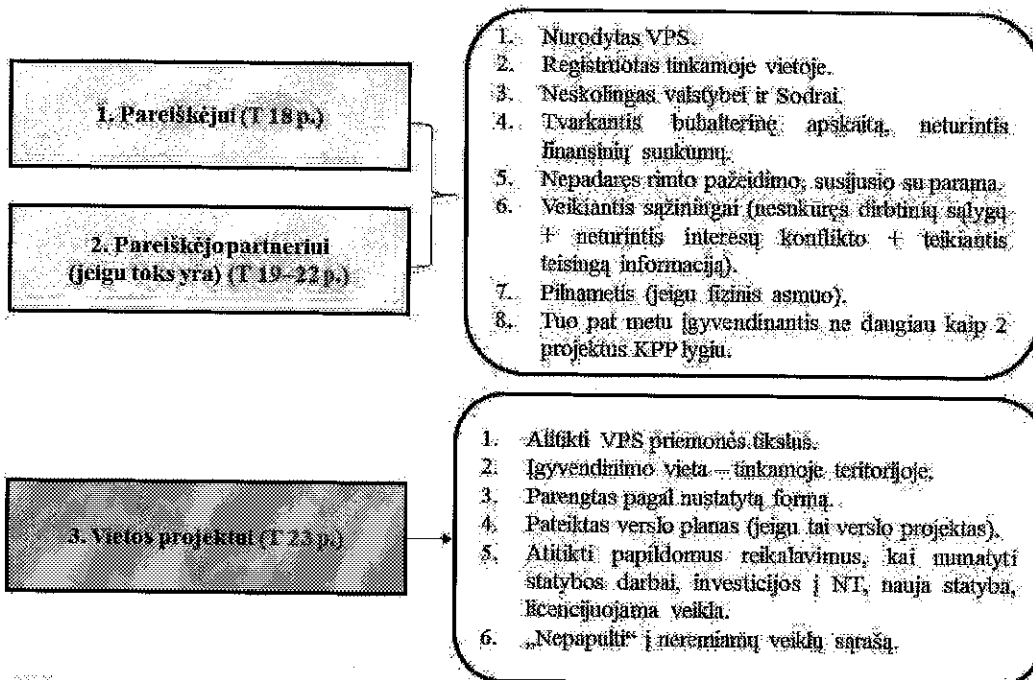 1. Pareiškėjui (T 18 p.)
2. Pareiškėjo partneriui
(jeigu toks yra) (T 19–22 p.)
1. Nurodytas VPS.
2. Registruotas tinkamoje vietoje.
3. Neskolingas valstybei ir Sodrai.
4. Tvarkantis buhalterinę apskaitą, neturintis
finansinių sunkumų.
5. Nepadaręs rimto pažeidimo, susijusio su parama.
6. Veikiantis sąžiningai (nesukūręs dirbtinių sąlygų
+ neturintis interesų konflikto + teikiantis
teisingą informaciją).
7. Pilnametis (jeigu fizinis asmuo).
8. Tuo pat metu įgyvendinantis ne daugiau kaip 2
projektus KPP lygiu.
3. Vietos projektui (T 23 p.)
1. Atitikti VPS priemonės tikslus.
2. Įgyvendinimo vieta – tinkamoje teritorijoje.
3. Parengtas pagal nustatytą formą.
4. Pateiktas verslo planas (jeigu tai verslo projektas).
5. Atitikti papildomus reikalavimus, kai numatyti
statybos darbai, investicijos į NT, nauja statyba,
licencijuojama veikla.
6. „Nepapulti“ į neremiamų veiklų sąrašą.